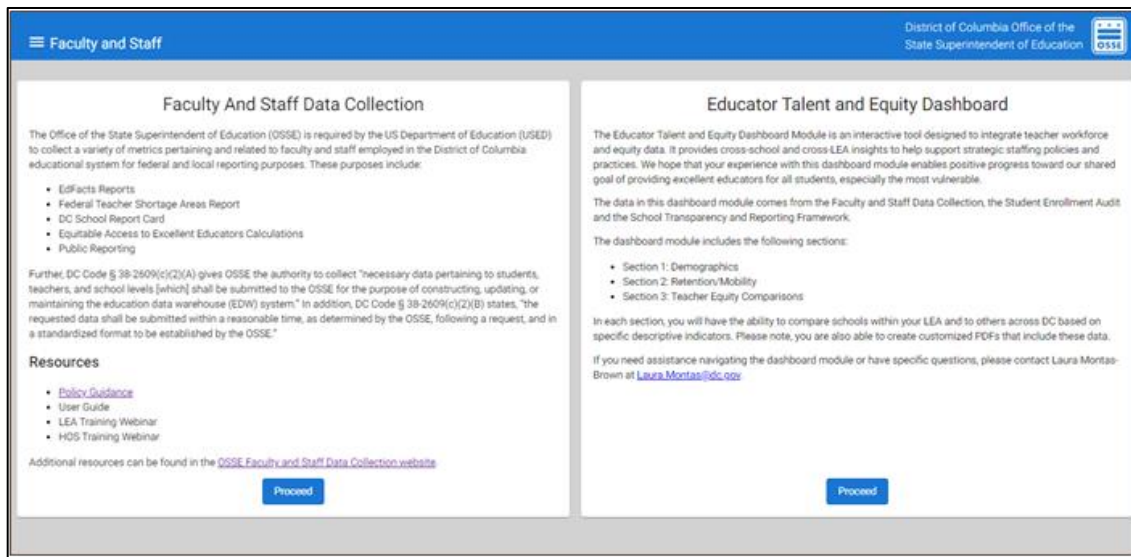 Faculty and Staff
District of Columbia Office of the
State Superintendent of Education
OSSE
Faculty And Staff Data Collection
The Office of the State Superintendent of Education (OSSE) is required by the US Department of Education (USED)
to collect a variety of metrics pertaining and related to faculty and staff employed in the District of Columbia
educational system for federal and local reporting purposes. These purposes include:
• EdFacts Reports
• Federal Teacher Shortage Areas Report
• DC School Report Card
• Equitable Access to Excellent Educators Calculations
• Public Reporting
Further, DC Code § 38-2609(c)(2)(A) gives OSSE the authority to collect "necessary data pertaining to students,
teachers, and school levels [which] shall be submitted to the OSSE for the purpose of constructing, updating, or
maintaining the education data warehouse (EDW) system." In addition, DC Code § 38-2609(c)(2)(B) states, "the
requested data shall be submitted within a reasonable time, as determined by the OSSE, following a request, and in
a standardized format to be established by the OSSE."
Resources
• Policy Guidance
• User Guide
• LEA Training Webinar
• HOS Training Webinar
Additional resources can be found in the OSSE Faculty and Staff Data Collection website.
Proceed
Educator Talent and Equity Dashboard
The Educator Talent and Equity Dashboard Module is an interactive tool designed to integrate teacher workforce
and equity data. It provides cross-school and cross-LEA insights to help support strategic staffing policies and
practices. We hope that your experience with this dashboard module enables positive progress toward our shared
goal of providing excellent educators for all students, especially the most vulnerable.
The data in this dashboard module comes from the Faculty and Staff Data Collection, the Student Enrollment Audit
and the School Transparency and Reporting Framework.
The dashboard module includes the following sections:
• Section 1: Demographics
• Section 2: Retention/Mobility
• Section 3: Teacher Equity Comparisons
In each section, you will have the ability to compare schools within your LEA and to others across DC based on
specific descriptive indicators. Please note, you are also able to create customized PDFs that include these data.
If you need assistance navigating the dashboard module or have specific questions, please contact Laura Montas-
Brown at Laura.Montas@dc.gov.
Proceed